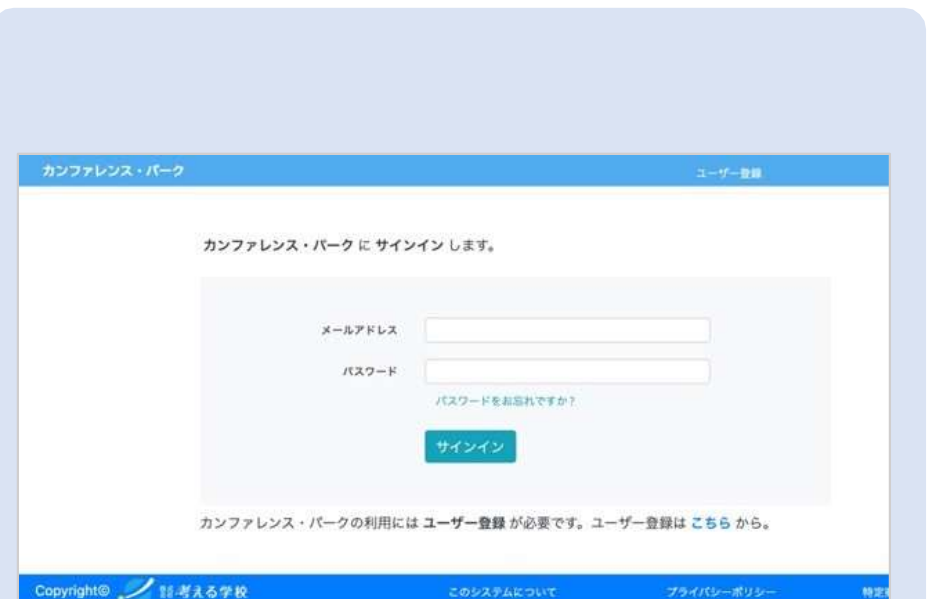 カンファレンス・パーク
ユーザー登録
カンファレンス・パーク に サインイン します。
メールアドレス
パスワード
パスワードをお忘れですか?
サインイン
カンファレンス・パークの利用には ユーザー登録 が必要です。ユーザー登録は こちら から。
Copyright© 考える学校
このシステムについて
プライバシーポリシー
特定